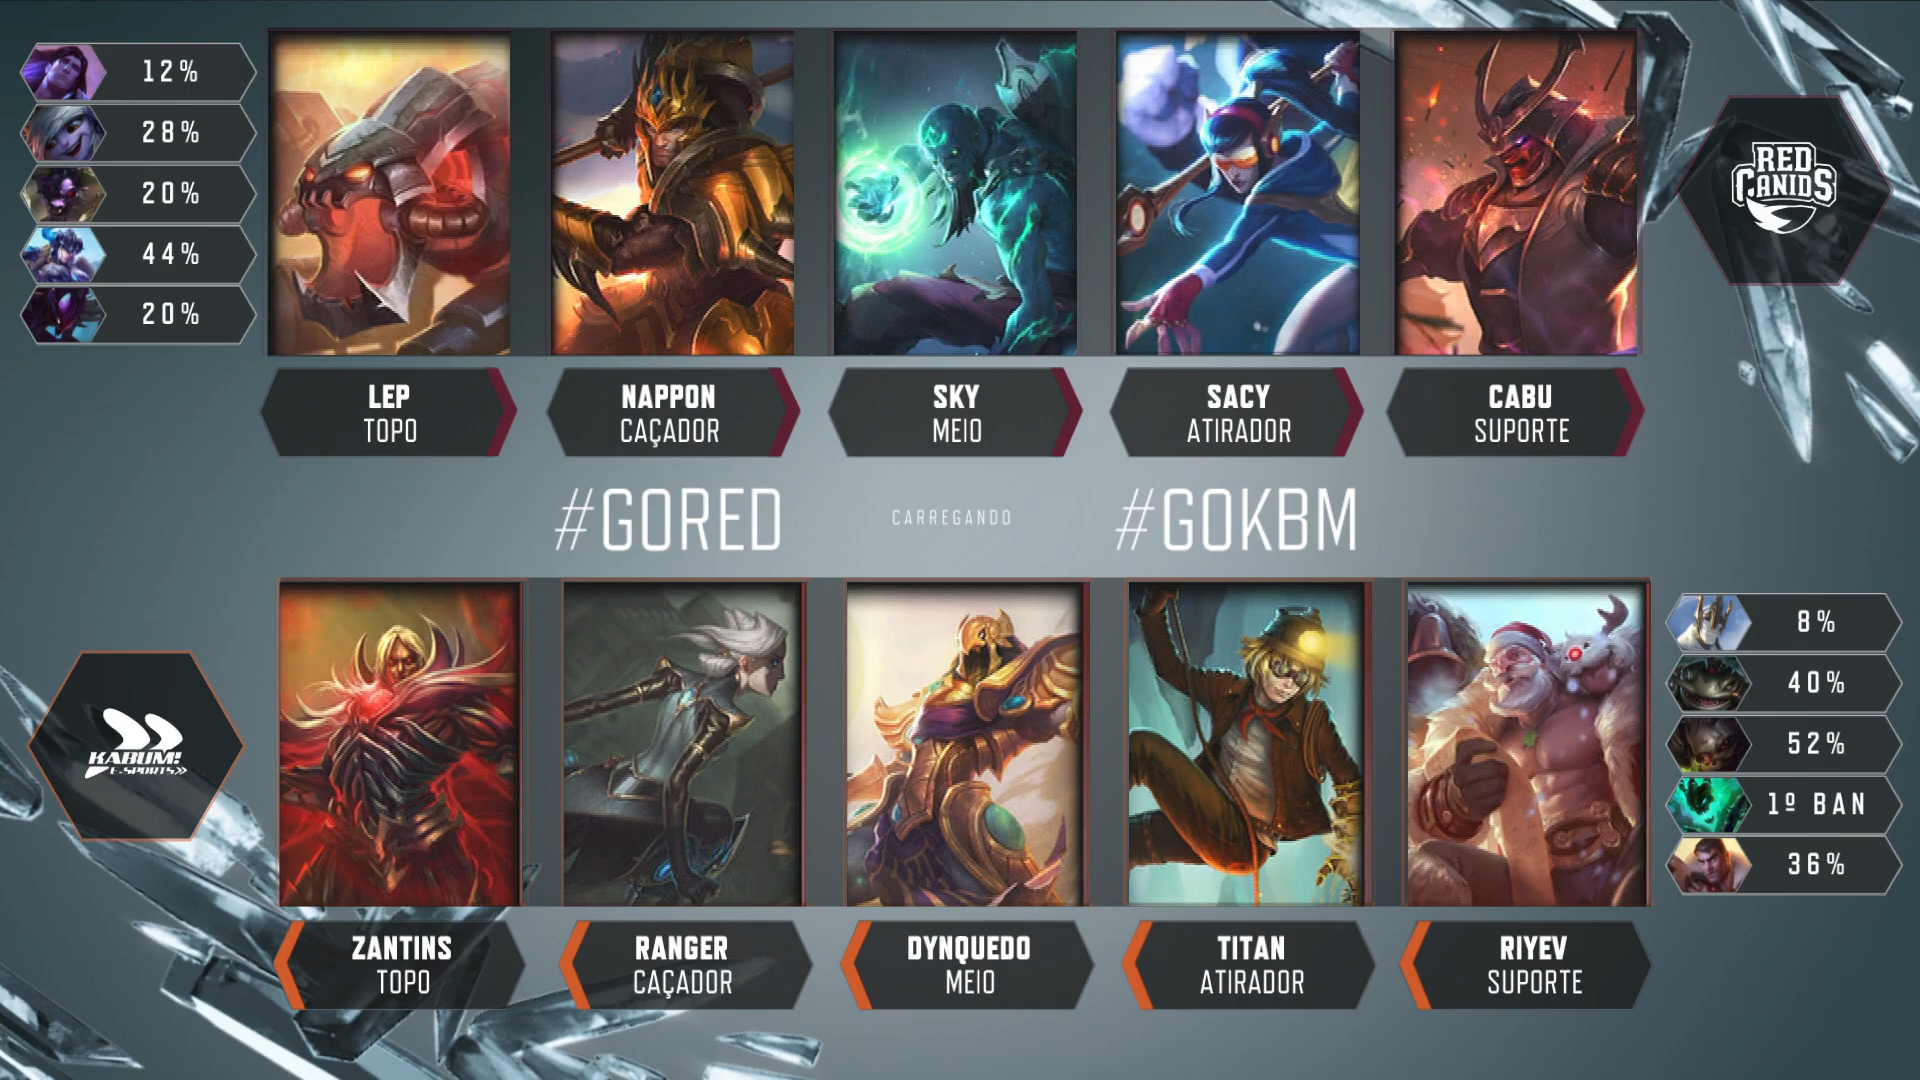 12%
28%
20%
44%
20%
RED
CANIDS
LEP
TOPO
NAPPON
CAÇADOR
SKY
MEIO
SACY
ATIRADOR
CABU
SUPORTE
#GORED
CARREGANDO
#GOKBM
KABUM!
E-SPORTS
8%
40%
52%
1º BAN
36%
ZANTINS
TOPO
RANGER
CAÇADOR
DYNQUEDO
MEIO
TITAN
ATIRADOR
RIYEV
SUPORTE